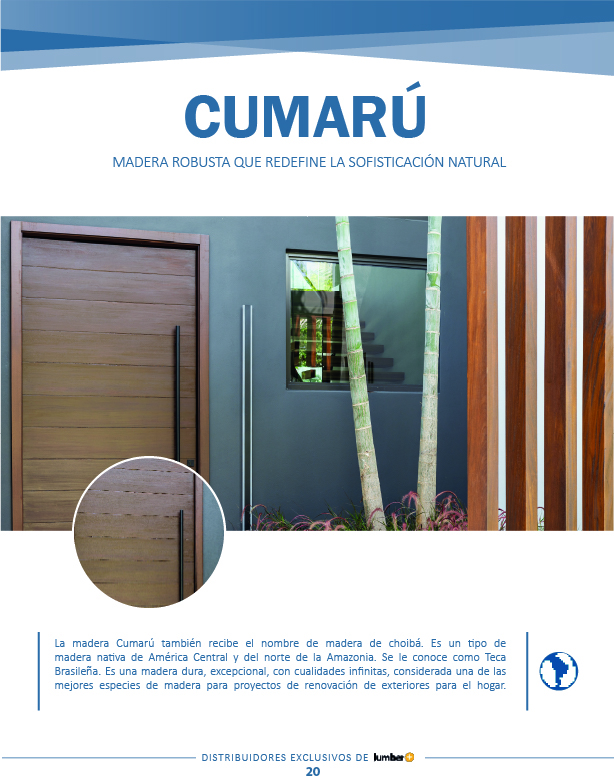 CUMARÚ
MADERA ROBUSTA QUE REDEFINE LA SOFISTICACIÓN NATURAL
La madera Cumarú también recibe el nombre de madera de choibá. Es un tipo de
madera nativa de América Central y del norte de la Amazonia. Se le conoce como Teca
Brasileña. Es una madera dura, excepcional, con cualidades infinitas, considerada una de las
mejores especies de madera para proyectos de renovación de exteriores para el hogar.
DISTRIBUIDORES EXCLUSIVOS DE lumber
20